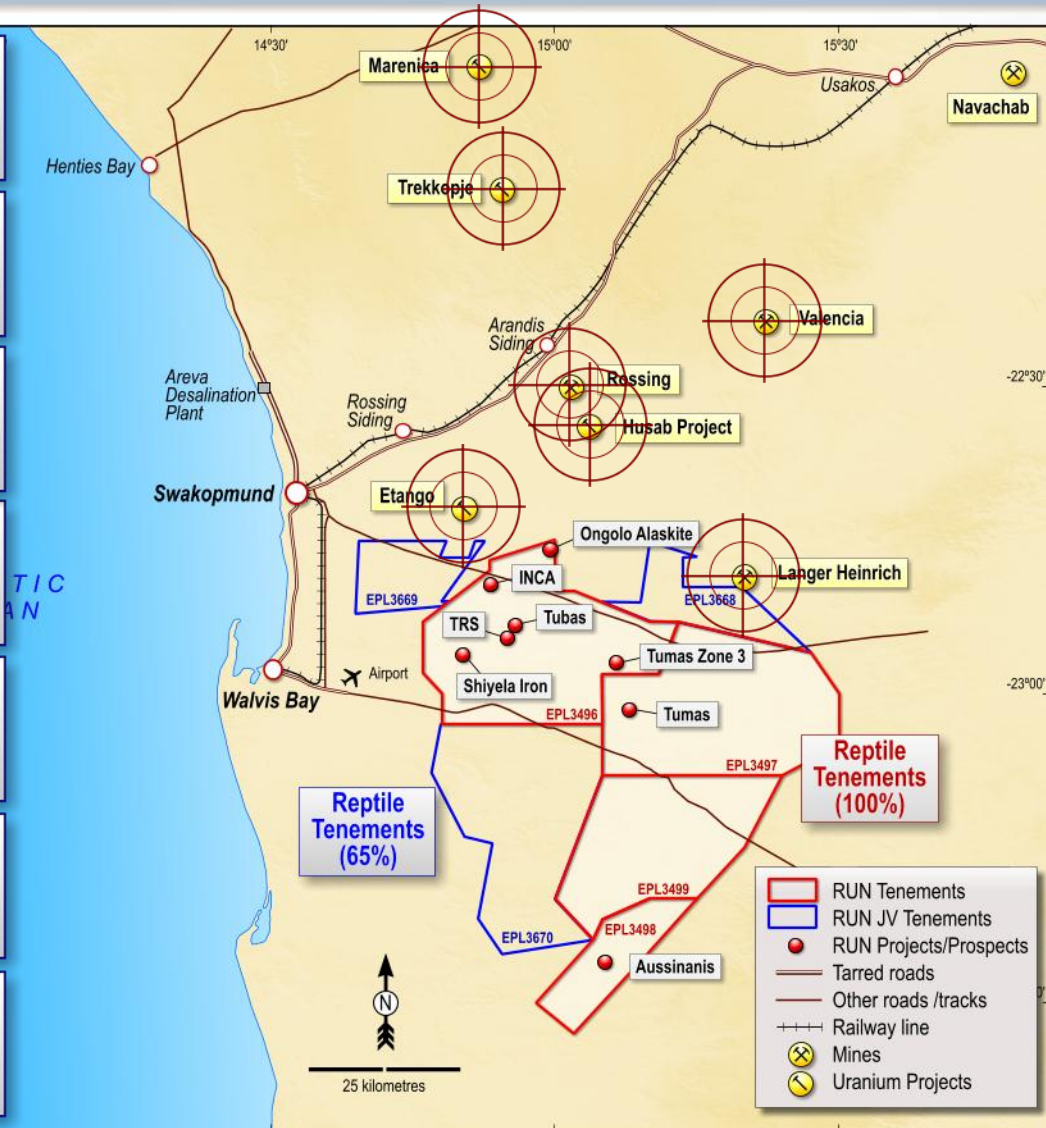 14°30'
15°00'
15°30'
Marenica
Usakos
Navachab
Henties Bay
Trekkopje
Arandis
Siding
Valencia
Areva
Desalination
Plant
Rossing
-22°30'
Rossing
Siding
Husab Project
Swakopmund
Etango
Ongolo Alaskite
TIC
AN
INCA
Langer Heinrich
EPL3669
EPL3668
TRS
Tubas
Tumas Zone 3
Airport
Shiyela Iron
-23°00'
Walvis Bay
EPL3496
Tumas
EPL3497
Reptile
Tenements
(100%)
Reptile
Tenements
(65%)
EPL3499
EPL3498
EPL3670
Aussinanis
N
25 kilometres
RUN Tenements
RUN JV Tenements
RUN Projects/Prospects
Tarred roads
Other roads /tracks
Railway line
Mines
Uranium Projects